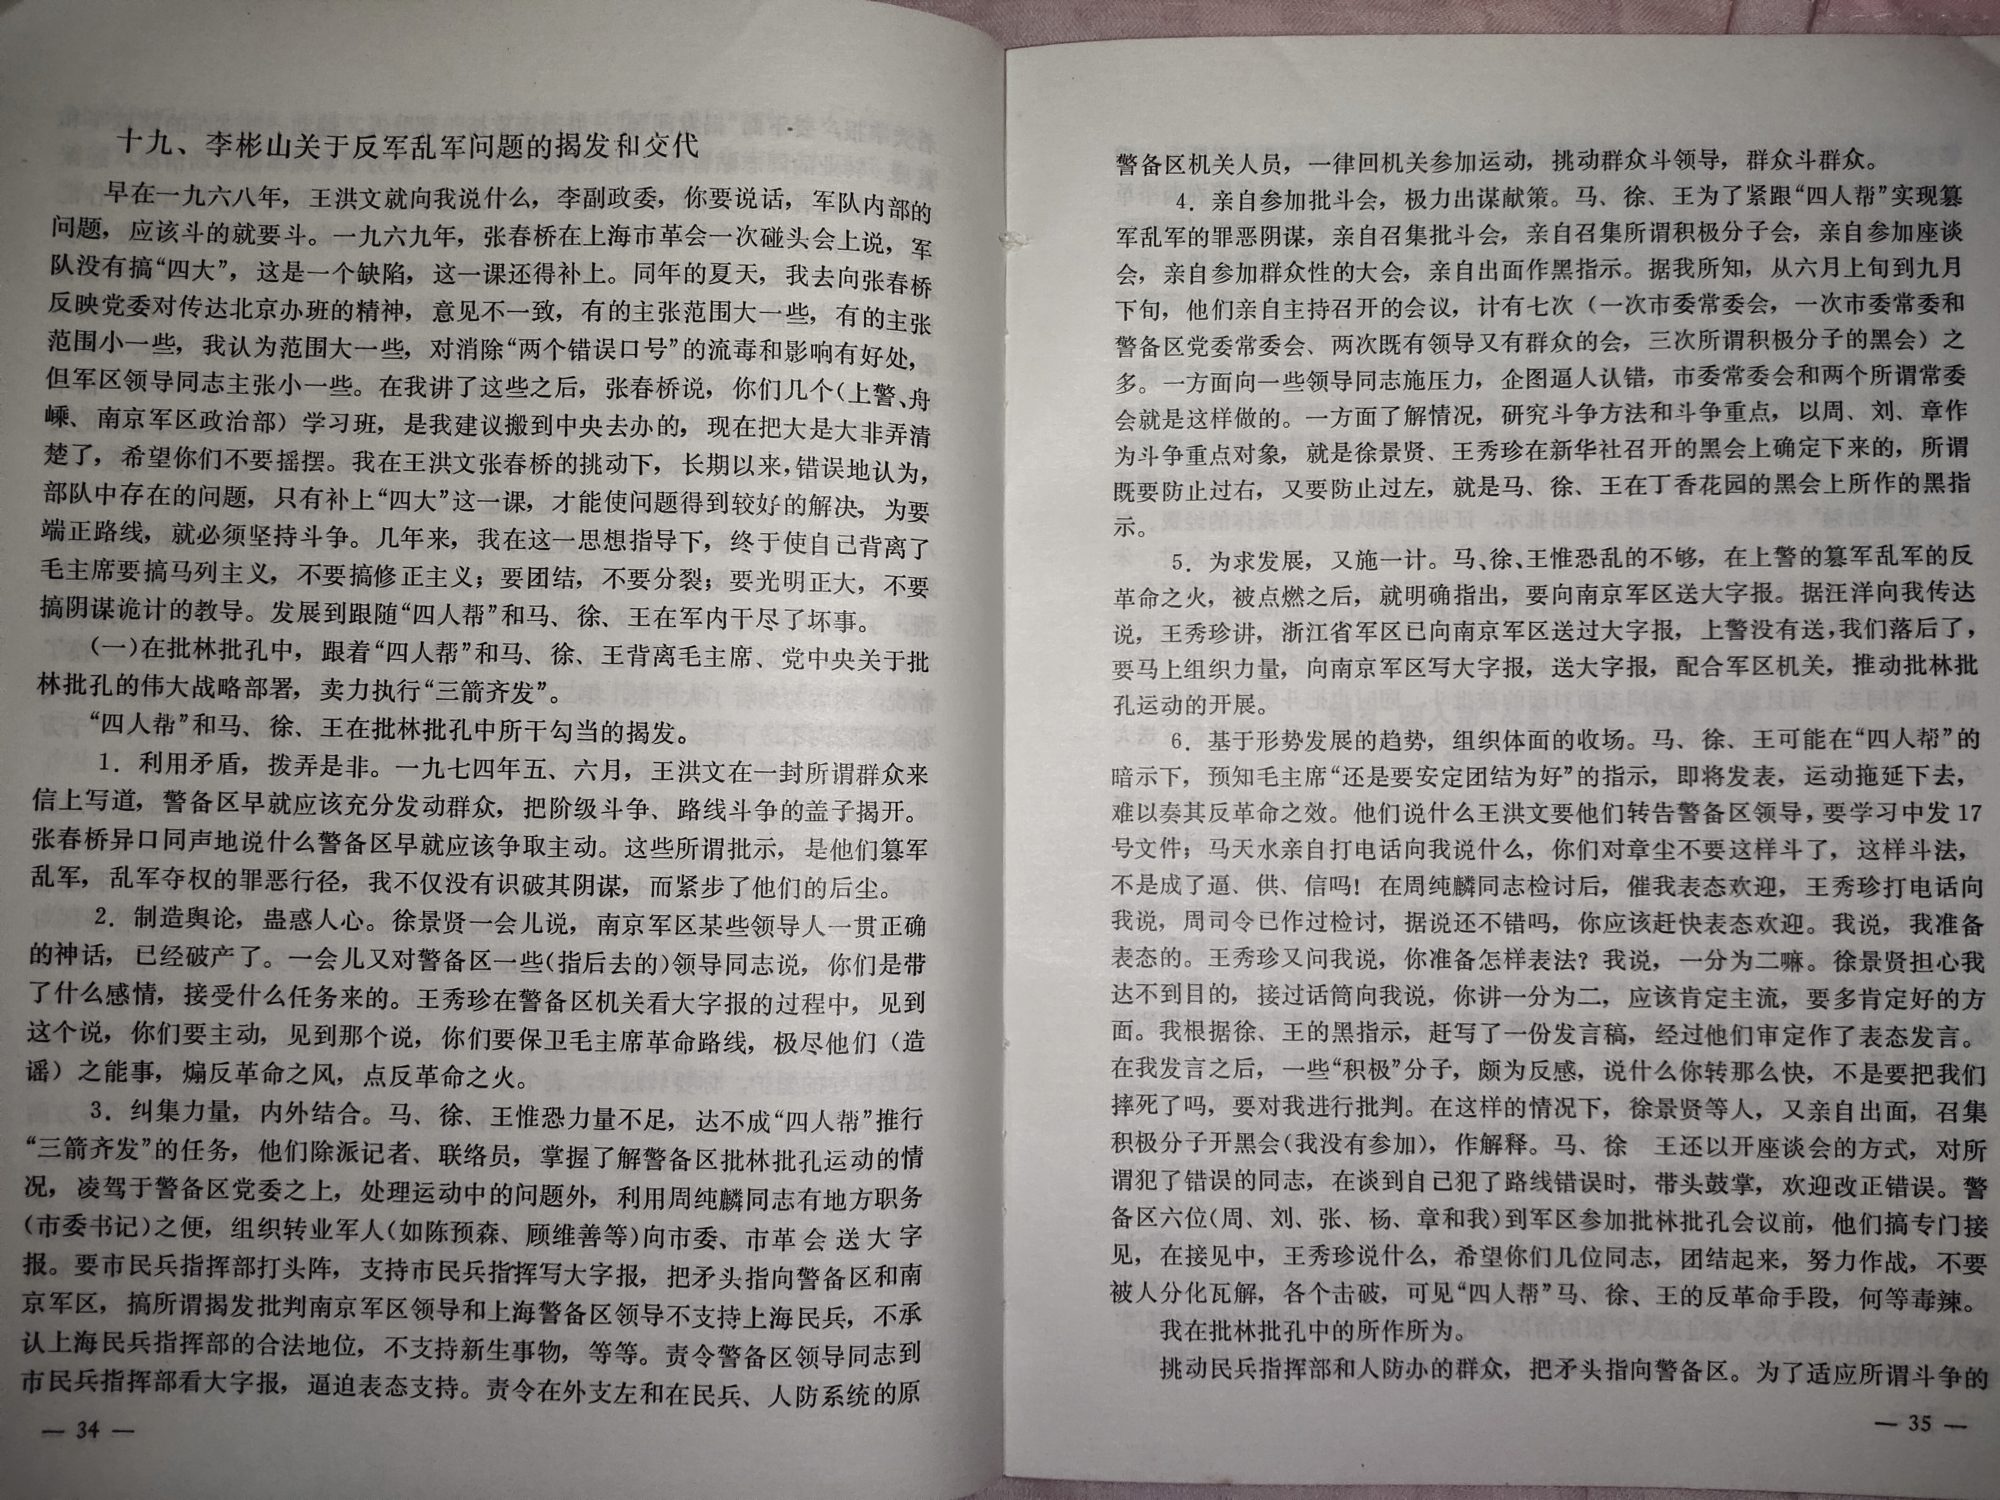 十九、李彬山关于反军乱军问题的揭发和交代
早在一九六八年，王洪文就向我说什么，李副政委，你要说话，军队内部的
问题，应该斗的就要斗。一九六九年，张春桥在上海市革会一次碰头会上说，军
队没有搞“四大”，这是一个缺陷，这一课还得补上。同年的夏天，我去向张春桥
反映党委对传达北京办班的精神，意见不一致，有的主张范围大一些，有的主张
范围小一些，我认为范围大一些，对消除“两个错误口号”的流毒和影响有好处，
但军区领导同志主张小一些。在我讲了这些之后，张春桥说，你们几个（上警、舟
嵊、南京军区政治部）学习班，是我建议搬到中央去办的，现在把大是大非弄清
楚了，希望你们不要摇摆。我在王洪文张春桥的挑动下，长期以来，错误地认为，
部队中存在的问题，只有补上“四大”这一课，才能使问题得到较好的解决，为要
端正路线，就必须坚持斗争。几年来，我在这一思想指导下，终于使自己背离了
毛主席要搞马列主义，不要搞修正主义；要团结，不要分裂；要光明正大，不要
搞阴谋诡计的教导。发展到跟随“四人帮”和马、徐、王在军内干尽了坏事。
（一）在批林批孔中，跟着“四人帮”和马、徐、王背离毛主席、党中央关于批
林批孔的伟大战略部署，卖力执行“三箭齐发”。
“四人帮”和马、徐、王在批林批孔中所干勾当的揭发。
1．利用矛盾，拨弄是非。一九七四年五、六月，王洪文在一封所谓群众来
信上写道，警备区早就应该充分发动群众，把阶级斗争、路线斗争的盖子揭开。
张春桥异口同声地说什么警备区早就应该争取主动。这些所谓批示，是他们篡军
乱军，乱军夺权的罪恶行径，我不仅没有识破其阴谋，而紧步了他们的后尘。
2．制造舆论，蛊惑人心。徐景贤一会儿说，南京军区某些领导人一贯正确
的神话，已经破产了。一会儿又对警备区一些（指后去的）领导同志说，你们是带
了什么感情，接受什么任务来的。王秀珍在警备区机关看大字报的过程中，见到
这个说，你们要主动，见到那个说，你们要保卫毛主席革命路线，极尽他们（造
谣）之能事，煽反革命之风，点反革命之火。
3．纠集力量，内外结合。马、徐、王惟恐力量不足，达不成“四人帮”推行
“三箭齐发”的任务，他们除派记者、联络员，掌握了解警备区批林批孔运动的情
况，凌驾于警备区党委之上，处理运动中的问题外，利用周纯麟同志有地方职务
（市委书记）之便，组织转业军人（如陈预森、顾维善等）向市委、市革会送大字
报。要市民兵指挥部打头阵，支持市民兵指挥写大字报，把矛头指向警备区和南
京军区，搞所谓揭发批判南京军区领导和上海警备区领导不支持上海民兵，不承
认上海民兵指挥部的合法地位，不支持新生事物，等等。责令警备区领导同志到
市民兵指挥部看大字报，逼迫表态支持。责令在外支左和在民兵、人防系统的原
— 34 —
警备区机关人员，一律回机关参加运动，挑动群众斗领导，群众斗群众。
4．亲自参加批斗会，极力出谋献策。马、徐、王为了紧跟“四人帮”实现篡
军乱军的罪恶阴谋，亲自召集批斗会，亲自召集所谓积极分子会，亲自参加座谈
会，亲自参加群众性的大会，亲自出面作黑指示。据我所知，从六月上旬到九月
下旬，他们亲自主持召开的会议，计有七次（一次市委常委会，一次市委常委和
警备区党委常委会、两次既有领导又有群众的会，三次所谓积极分子的黑会）之
多。一方面向一些领导同志施压力，企图逼人认错，市委常委会和两个所谓常委
会就是这样做的。一方面了解情况，研究斗争方法和斗争重点，以周、刘、章作
为斗争重点对象，就是徐景贤、王秀珍在新华社召开的黑会上确定下来的，所谓
既要防止过右，又要防止过左，就是马、徐、王在丁香花园的黑会上所作的黑指
示。
5．为求发展，又施一计。马、徐、王惟恐乱的不够，在上警的篡军乱军的反
革命之火，被点燃之后，就明确指出，要向南京军区送大字报。据汪洋向我传达
说，王秀珍讲，浙江省军区已向南京军区送过大字报，上警没有送，我们落后了，
要马上组织力量，向南京军区写大字报，送大字报，配合军区机关，推动批林批
孔运动的开展。
6．基于形势发展的趋势，组织体面的收场。马、徐、王可能在“四人帮”的
暗示下，预知毛主席“还是要安定团结为好”的指示，即将发表，运动拖延下去，
难以奏其反革命之效。他们说什么王洪文要他们转告警备区领导，要学习中发17
号文件；马天水亲自打电话向我说什么，你们对章尘不要这样斗了，这样斗法，
不是成了逼、供、信吗！在周纯麟同志检讨后，催我表态欢迎，王秀珍打电话向
我说，周司令已作过检讨，据说还不错吗，你应该赶快表态欢迎。我说，我准备
表态的。王秀珍又问我说，你准备怎样表法？我说，一分为二嘛。徐景贤担心我
达不到目的，接过话筒向我说，你讲一分为二，应该肯定主流，要多肯定好的方
面。我根据徐、王的黑指示，赶写了一份发言稿，经过他们审定作了表态发言。
在我发言之后，一些“积极”分子，颇为反感，说什么你转那么快，不是要把我们
摔死了吗，要对我进行批判。在这样的情况下，徐景贤等人，又亲自出面，召集
积极分子开黑会（我没有参加），作解释。马、徐　王还以开座谈会的方式，对所
谓犯了错误的同志，在谈到自己犯了路线错误时，带头鼓掌，欢迎改正错误。警
备区六位（周、刘、张、杨、章和我）到军区参加批林批孔会议前，他们搞专门接
见，在接见中，王秀珍说什么，希望你们几位同志，团结起来，努力作战，不要
被人分化瓦解，各个击破，可见“四人帮”马、徐、王的反革命手段，何等毒辣。
我在批林批孔中的所作所为。
挑动民兵指挥部和人防办的群众，把矛头指向警备区。为了适应所谓斗争的
— 35 —